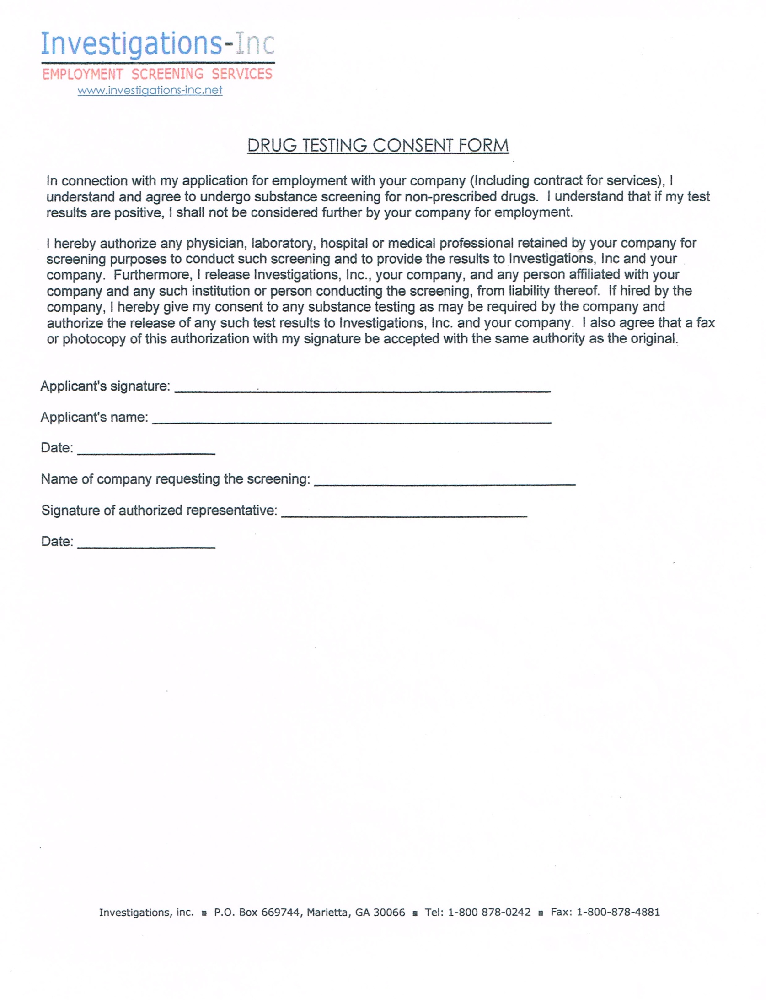 Investigations-Inc
EMPLOYMENT SCREENING SERVICES
www.investigations-inc.net
DRUG TESTING CONSENT FORM
In connection with my application for employment with your company (Including contract for services), I
understand and agree to undergo substance screening for non-prescribed drugs. I understand that if my test
results are positive, I shall not be considered further by your company for employment.
I hereby authorize any physician, laboratory, hospital or medical professional retained by your company for
screening purposes to conduct such screening and to provide the results to Investigations, Inc and your
company. Furthermore, I release Investigations, Inc., your company, and any person affiliated with your
company and any such institution or person conducting the screening, from liability thereof. If hired by the
company, I hereby give my consent to any substance testing as may be required by the company and
authorize the release of any such test results to Investigations, Inc. and your company. I also agree that a fax
or photocopy of this authorization with my signature be accepted with the same authority as the original.
Applicant's signature:
Applicant's name:
Date:
Name of company requesting the screening:
Signature of authorized representative:
Date:
Investigations, inc. ■ P.O. Box 669744, Marietta, GA 30066 ■ Tel: 1-800 878-0242 ■ Fax: 1-800-878-4881